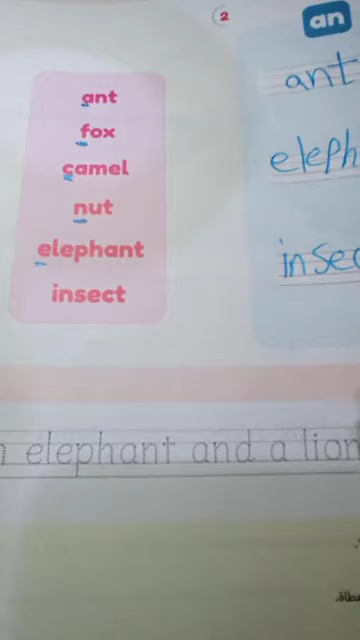 2
an
ant
fox
camel
nut
elephant
insect
ant
eleph
insec
elephant and a lion